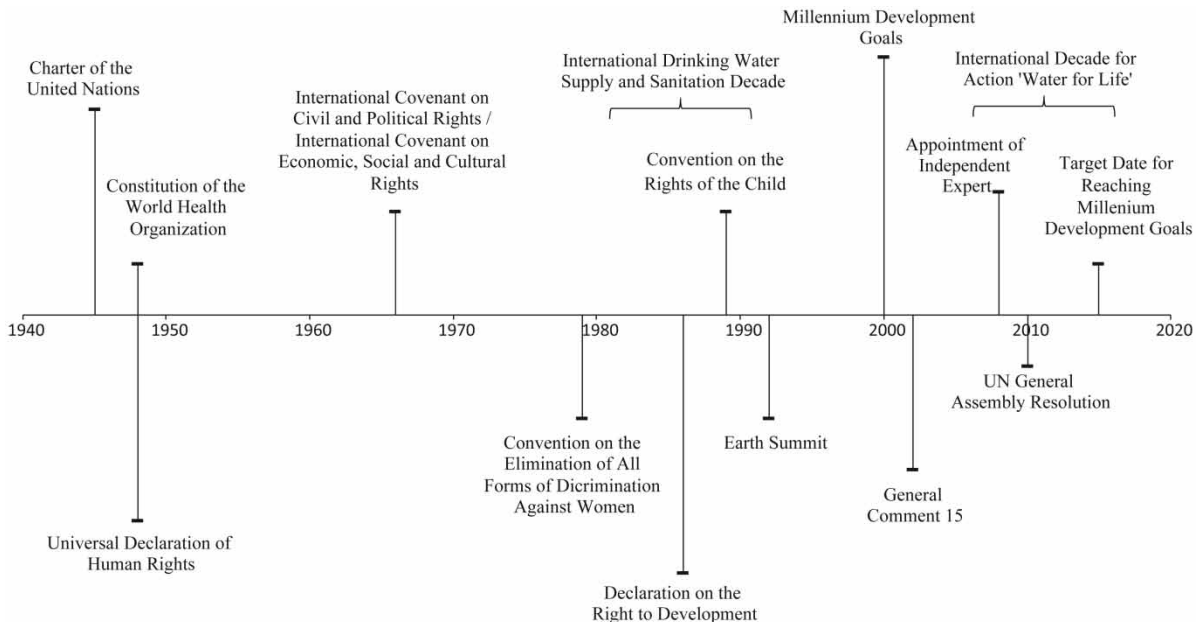 Charter of the
United Nations
Constitution of the
World Health
Organization
International Covenant on
Civil and Political Rights /
International Covenant on
Economic, Social and Cultural
Rights
International Drinking Water
Supply and Sanitation Decade
Convention on the
Rights of the Child
Millennium Development
Goals
International Decade for
Action 'Water for Life'
Appointment of
Independent
Expert
Target Date for
Reaching
Millenium
Development Goals
1940 1950 1960 1970 1980 1990 2000 2010 2020
Universal Declaration of
Human Rights
Convention on the
Elimination of All
Forms of Dicrimination
Against Women
Declaration on the
Right to Development
Earth Summit
General
Comment 15
UN General
Assembly Resolution